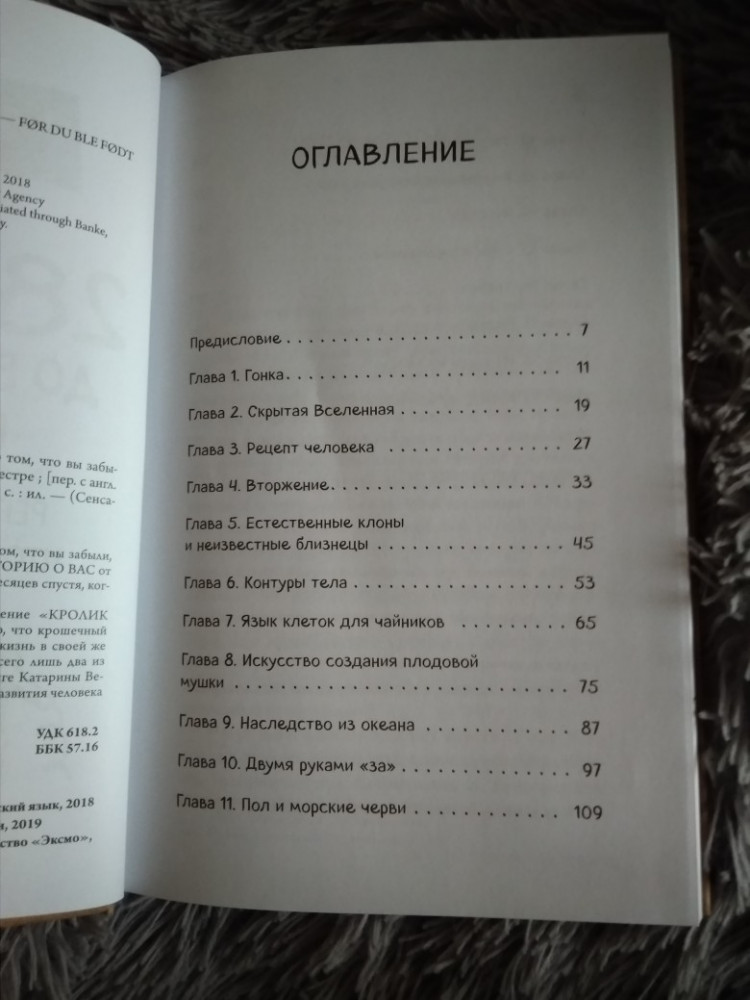 — FØR DU BLE FØDT
2018
Agency
iated through Banke,
y.
том, что вы забы-
естре ; [пер. с англ.
с. : ил. — (Сенса-
ом, что вы забыли,
ТОРИЮ О ВАС от
есяцев спустя, ког-
ение «КРОЛИК
о, что крошечный
жизнь в своей же
сего лишь два из
ге Катарины Ве-
азвития человека
УДК 618.2
ББК 57.16
ский язык, 2018
и, 2019
ство «Эксмо»,
ОГЛАВЛЕНИЕ
Предисловие . . . . . . . . . . . . . . . . . . . . . . . . . 7
Глава 1. Гонка. . . . . . . . . . . . . . . . . . . . . . . . . 11
Глава 2. Скрытая Вселенная . . . . . . . . . . . . . . 19
Глава 3. Рецепт человека . . . . . . . . . . . . . . . 27
Глава 4. Вторжение. . . . . . . . . . . . . . . . . . . . 33
Глава 5. Естественные клоны
и неизвестные близнецы . . . . . . . . . . . . . . . . 45
Глава 6. Контуры тела . . . . . . . . . . . . . . . . . . 53
Глава 7. Язык клеток для чайников . . . . . . . . . 65
Глава 8. Искусство создания плодовой
мушки . . . . . . . . . . . . . . . . . . . . . . . . . . . . 75
Глава 9. Наследство из океана . . . . . . . . . . . . 87
Глава 10. Двумя руками «за» . . . . . . . . . . . . . . 97
Глава 11. Пол и морские черви . . . . . . . . . . . . . 109